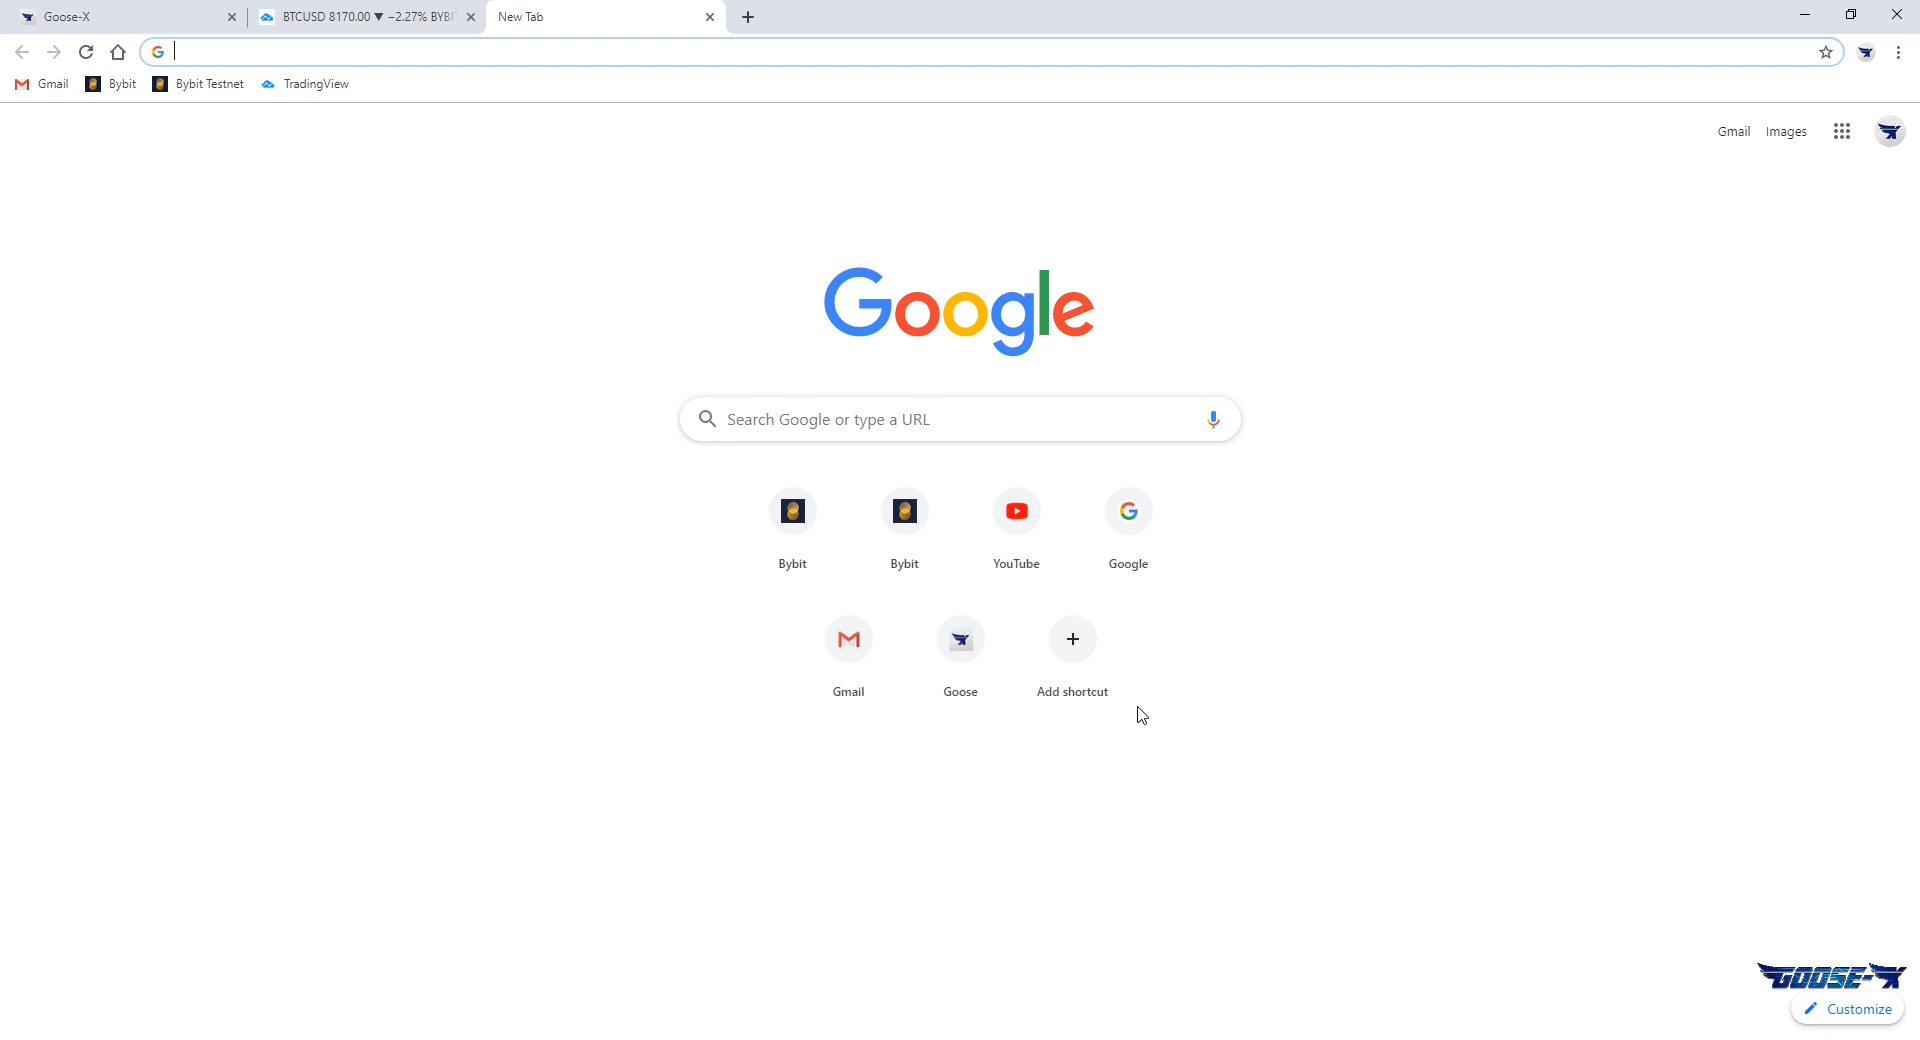 Goose-X
BTCUSD 8170.00 ▼ −2.27% BYBIT
New Tab
Gmail
Bybit
Bybit Testnet
TradingView
Gmail
Images
Google
Search Google or type a URL
Bybit
Bybit
YouTube
Google
Gmail
Goose
Add shortcut
GOOSE-X
Customize